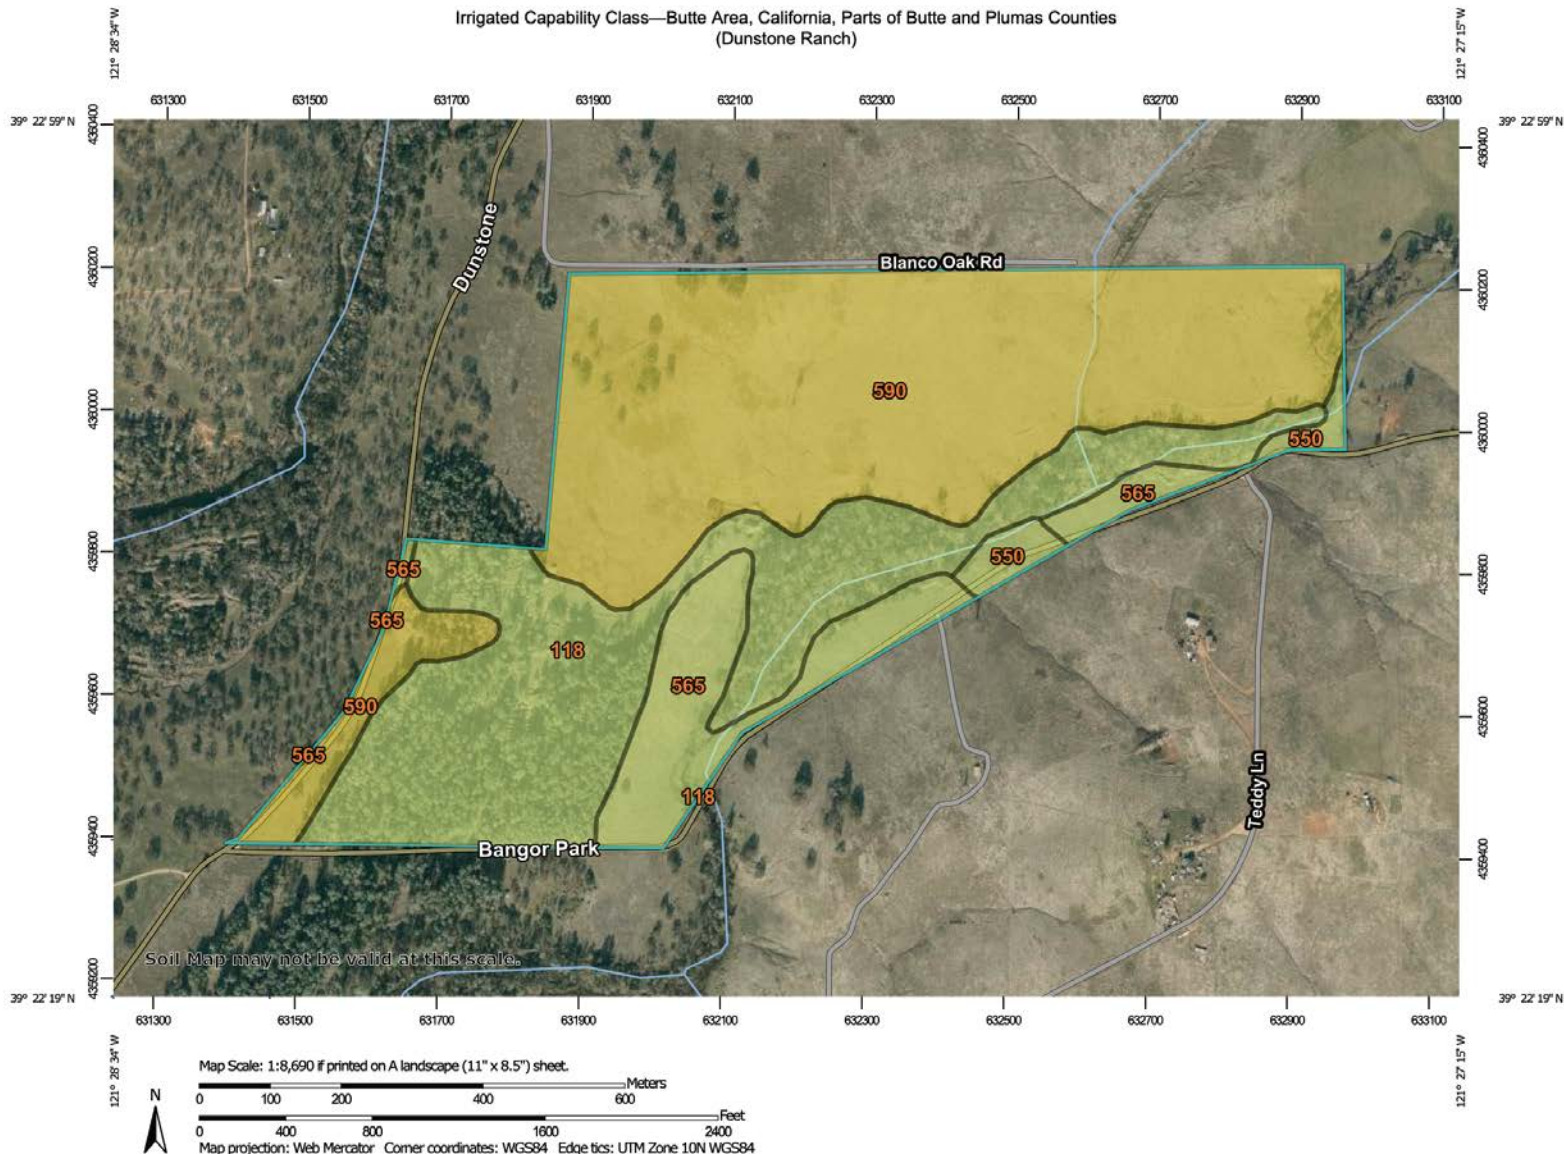 Irrigated Capability Class—Butte Area, California, Parts of Butte and Plumas Counties
(Dunstone Ranch)
121° 28' 34" W
121° 27' 15" W
631300 631500 631700 631900 632100 632300 632500 632700 632900 633100
39° 22' 59" N
39° 22' 59" N
4360400
4360400
Dunstone
4360200
Blanco Oak Rd
4360200
590
4360000
4360000
550
565
4359800
550
4359800
565
565
118
565
4359600
590
4359600
565
Teddy Ln
118
4359400
Bangor Park
4359400
Soil Map may not be valid at this scale.
4359200
39° 22' 19" N
39° 22' 19" N
631300 631500 631700 631900 632100 632300 632500 632700 632900 633100
121° 28' 34" W
121° 27' 15" W
Map Scale: 1:8,690 if printed on A landscape (11" x 8.5") sheet.
Meters
0 100 200 400 600
N
Feet
0 400 800 1600 2400
Map projection: Web Mercator Corner coordinates: WGS84 Edge tics: UTM Zone 10N WGS84